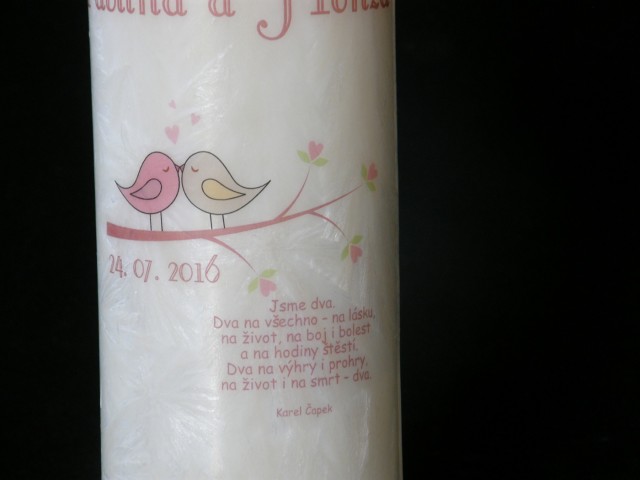 a
24. 07. 2016
Jsme dva.
Dva na všechno - na lásku,
na život, na boj i bolest
a na hodiny štěstí.
Dva na výhry i prohry,
na život i na smrt - dva.
Karel Čapek